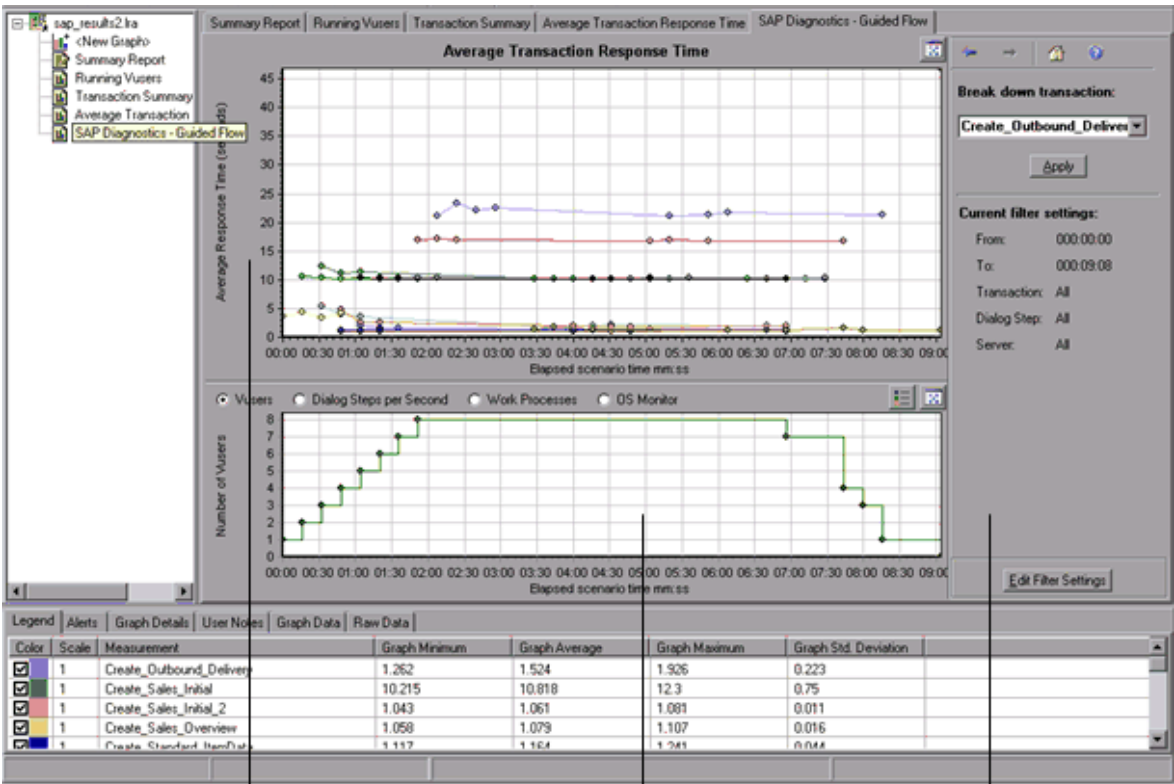 sap_results2.lra
<New Graph>
Summary Report
Running Vusers
Transaction Summary
Average Transaction
SAP Diagnostics - Guided Flow
Summary Report Running Vusers Transaction Summary Average Transaction Response Time SAP Diagnostics - Guided Flow
Average Transaction Response Time
45
40
35
30
25
20
15
10
5
0
Average Response Time (seconds)
00:00 00:30 01:00 01:30 02:00 02:30 03:00 03:30 04:00 04:30 05:00 05:30 06:00 06:30 07:00 07:30 08:00 08:30 09:00
Elapsed scenario time mm:ss
Vusers Dialog Steps per Second Work Processes OS Monitor
8
7
6
5
4
3
2
1
0
Number of Vusers
00:00 00:30 01:00 01:30 02:00 02:30 03:00 03:30 04:00 04:30 05:00 05:30 06:00 06:30 07:00 07:30 08:00 08:30 09:00
Elapsed scenario time mm:ss
Break down transaction:
Create_Outbound_Deliver
Apply
Current filter settings:
From: 000:00:00
To: 000:09:08
Transaction: All
Dialog Step: All
Server: All
Edit Filter Settings
Legend Alerts Graph Details User Notes Graph Data Raw Data
Color Scale Measurement Graph Minimum Graph Average Graph Maximum Graph Std. Deviation
1 Create_Outbound_Delivery 1.262 1.524 1.926 0.223
1 Create_Sales_Initial 10.215 10.818 12.3 0.75
1 Create_Sales_Initial_2 1.043 1.061 1.081 0.011
1 Create_Sales_Overview 1.058 1.079 1.107 0.016
1 Create_Standard_ItemData 1.117 1.164 1.241 0.044